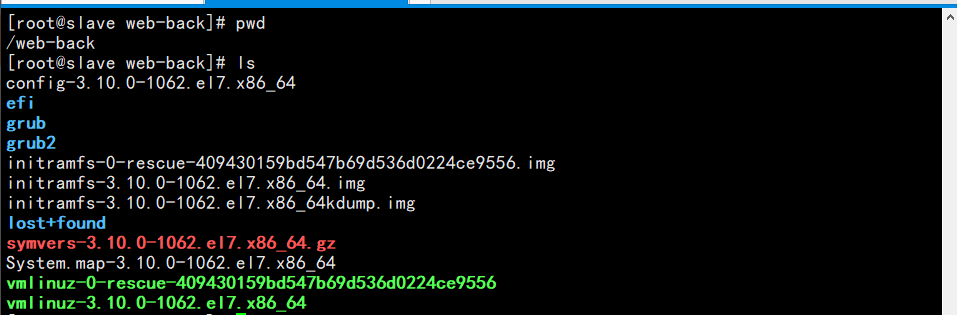 [root@slave web-back]# pwd
/web-back
[root@slave web-back]# ls
config-3.10.0-1062.el7.x86_64
efi
grub
grub2
initramfs-0-rescue-409430159bd547b69d536d0224ce9556.img
initramfs-3.10.0-1062.el7.x86_64.img
initramfs-3.10.0-1062.el7.x86_64kdump.img
lost+found
symvers-3.10.0-1062.el7.x86_64.gz
System.map-3.10.0-1062.el7.x86_64
vmlinuz-0-rescue-409430159bd547b69d536d0224ce9556
vmlinuz-3.10.0-1062.el7.x86_64